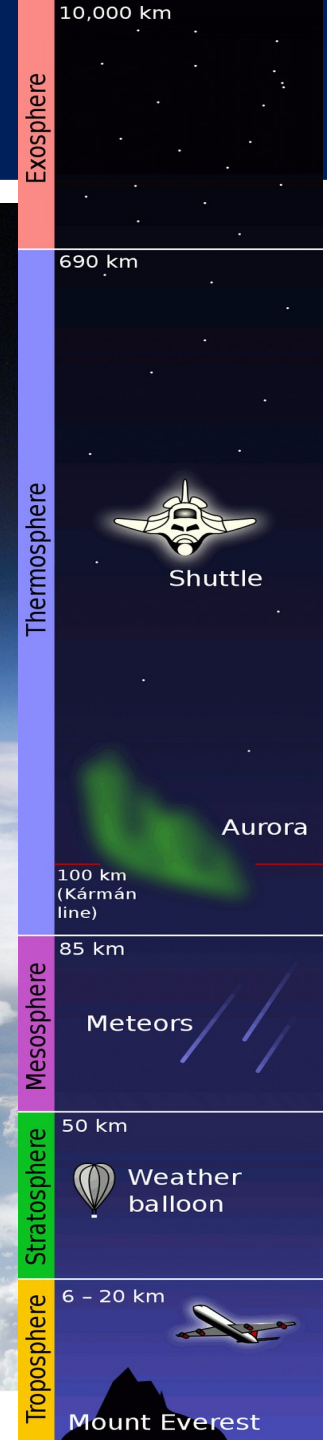 10,000 km
Exosphere
690 km
Thermosphere
Shuttle
Aurora
100 km
(Kármán
line)
85 km
Mesosphere
Meteors
50 km
Stratosphere
Weather
balloon
6 – 20 km
Troposphere
Mount Everest